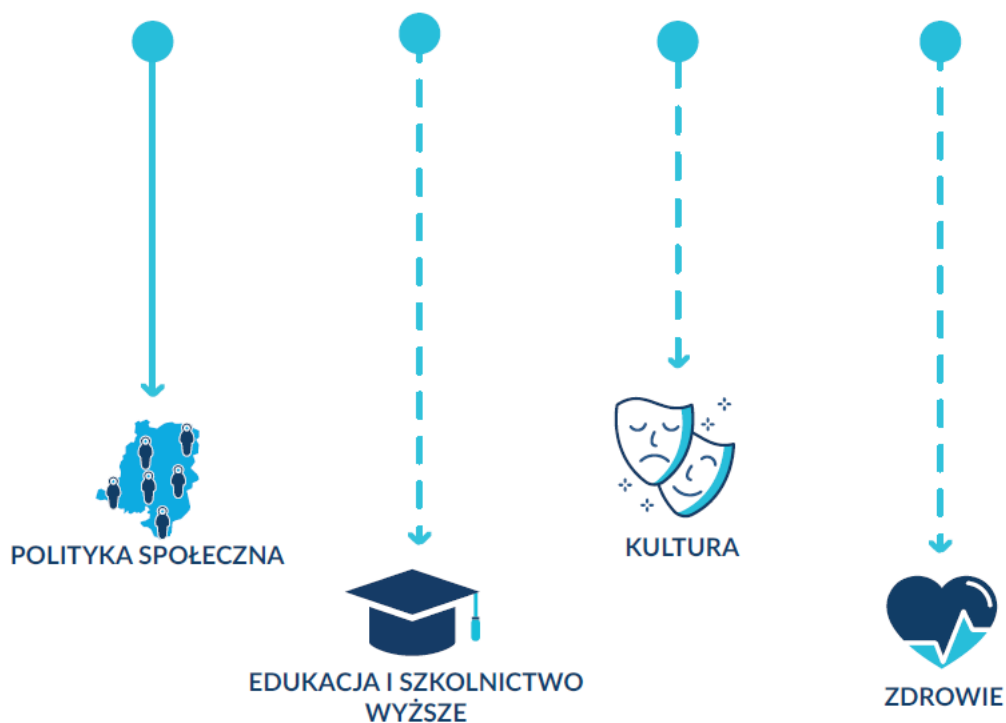 POLITYKA SPOŁECZNA
EDUKACJA I SZKOLNICTWO
WYŻSZE
KULTURA
ZDROWIE